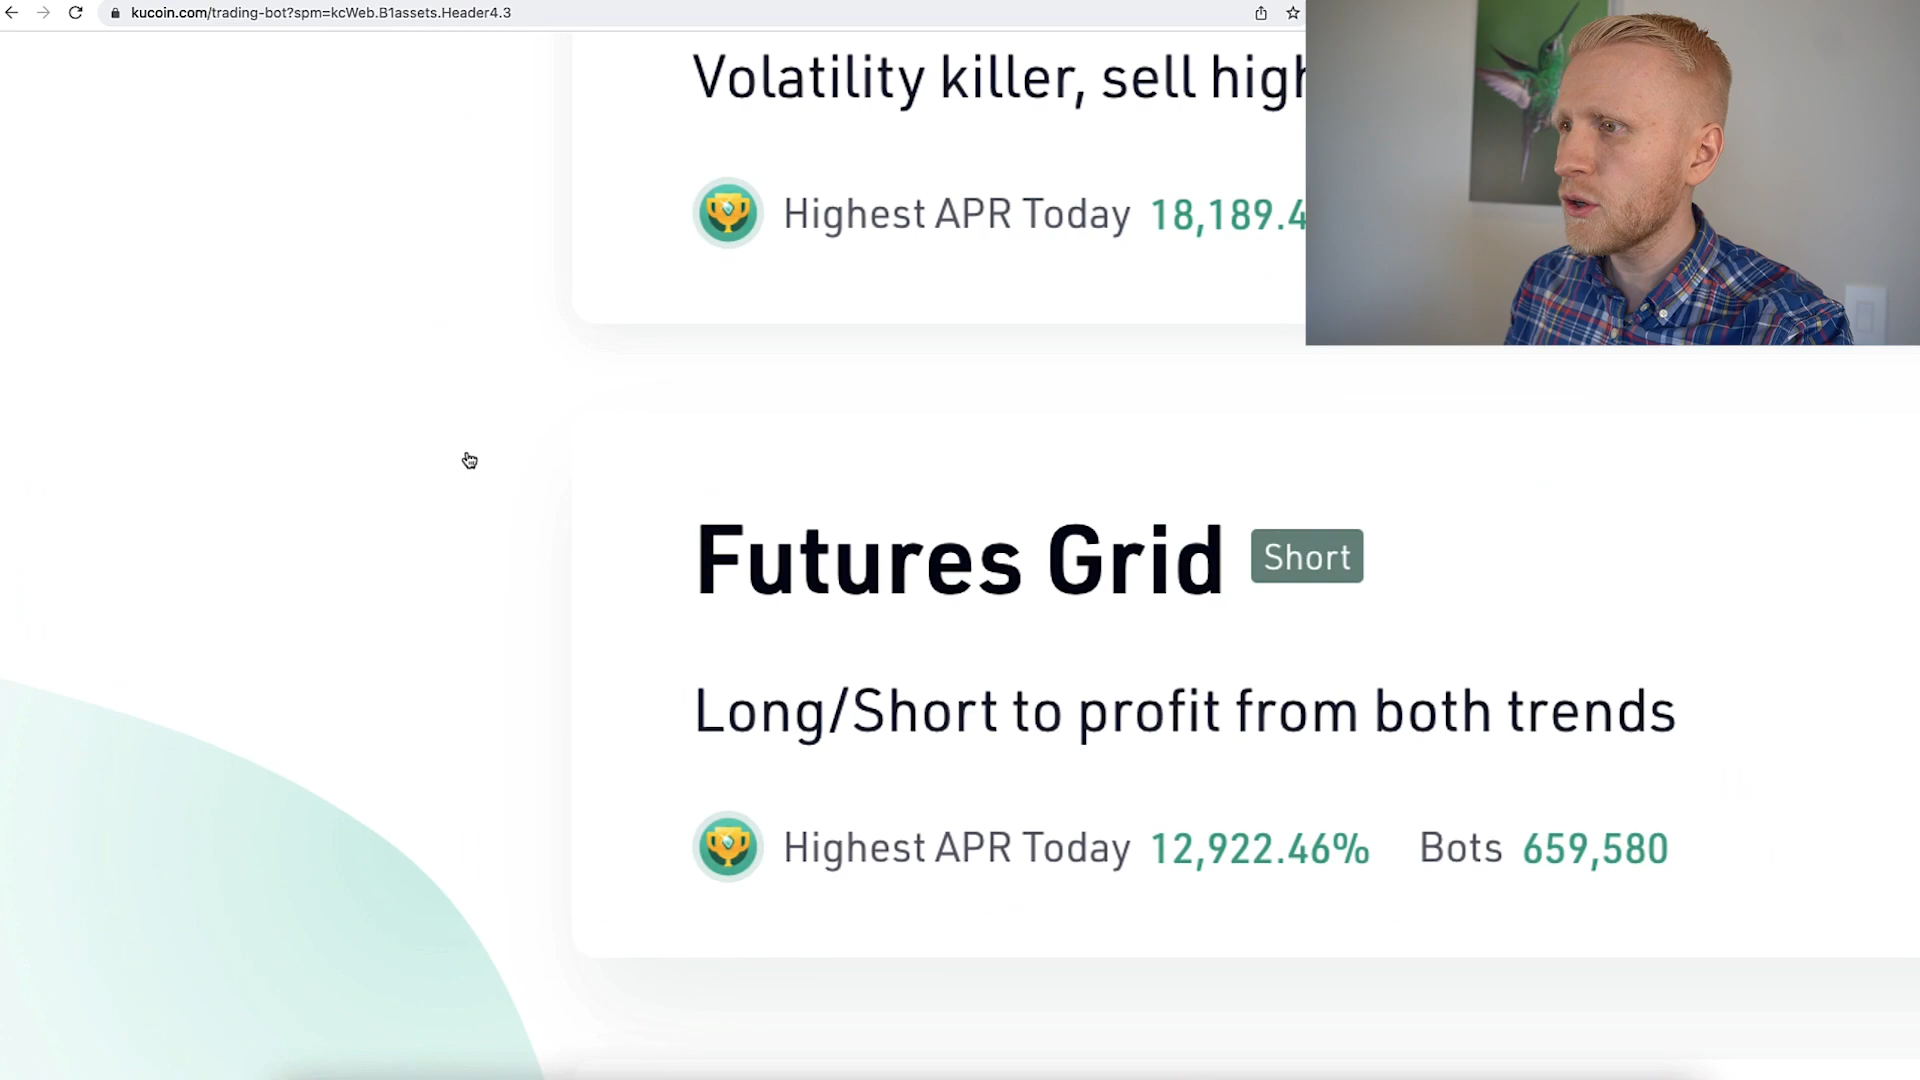 kucoin.com/trading-bot?spm=kcWeb.B1assets.Header4.3
Volatility killer, sell high
Highest APR Today 18,189.4
Futures Grid Short
Long/Short to profit from both trends
Highest APR Today 12,922.46% Bots 659,580